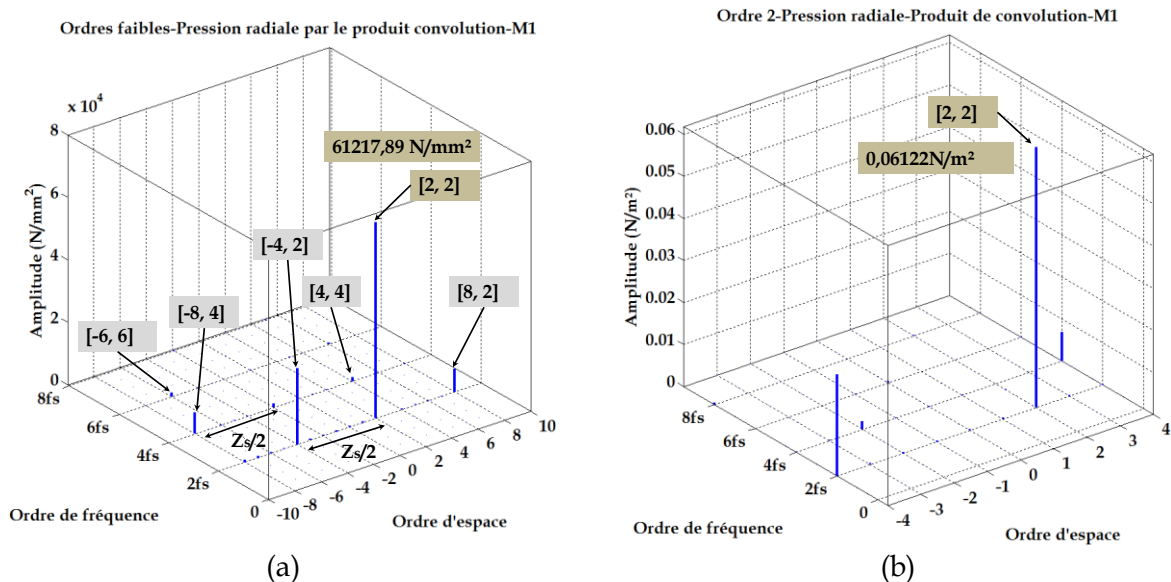 Ordres faibles-Pression radiale par le produit convolution-M1
x 10⁴
8
6
4
2
0
Amplitude (N/mm²)
61217,89 N/mm²
[2, 2]
[-4, 2]
[4, 4]
[8, 2]
[-8, 4]
[-6, 6]
Zs/2
Zs/2
8fs
6fs
4fs
2fs
0
-10
-8
-6
-4
-2
0
2
4
6
8
10
Ordre de fréquence
Ordre d'espace
(a)
Ordre 2-Pression radiale-Produit de convolution-M1
0.06
0.05
0.04
0.03
0.02
0.01
0
Amplitude (N/mm²)
[2, 2]
0,06122N/m²
8fs
6fs
4fs
2fs
0
-4
-3
-2
-1
0
1
2
3
4
Ordre de fréquence
Ordre d'espace
(b)